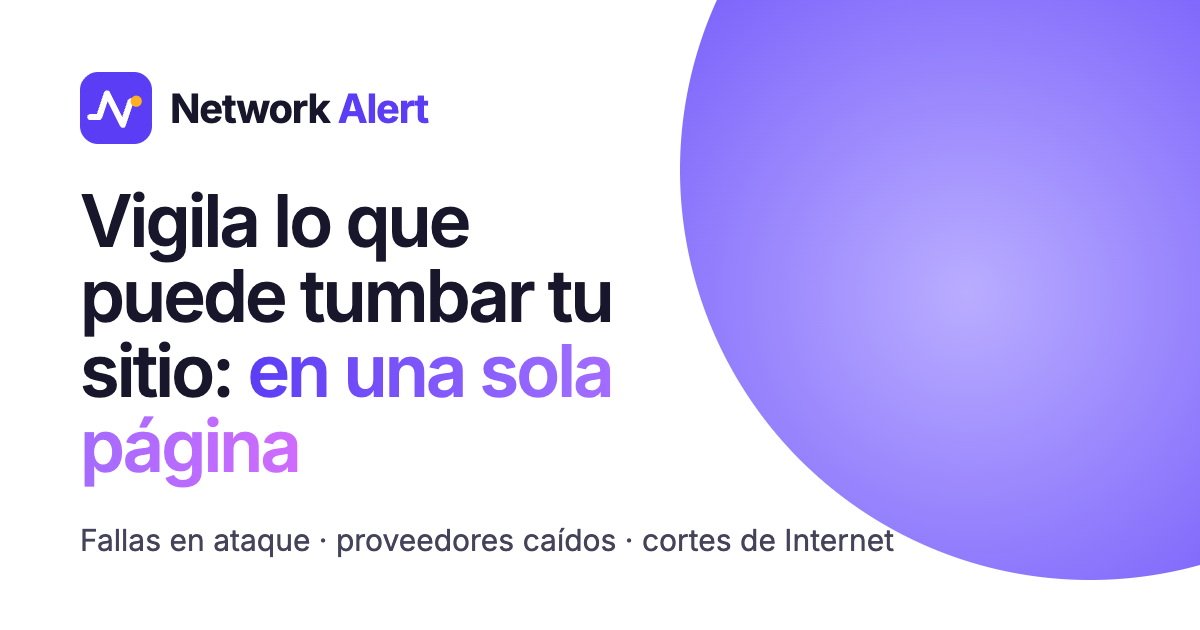 Network Alert
Vigila lo que
puede tumbar tu
sitio: en una sola
página
Fallas en ataque · proveedores caídos · cortes de Internet